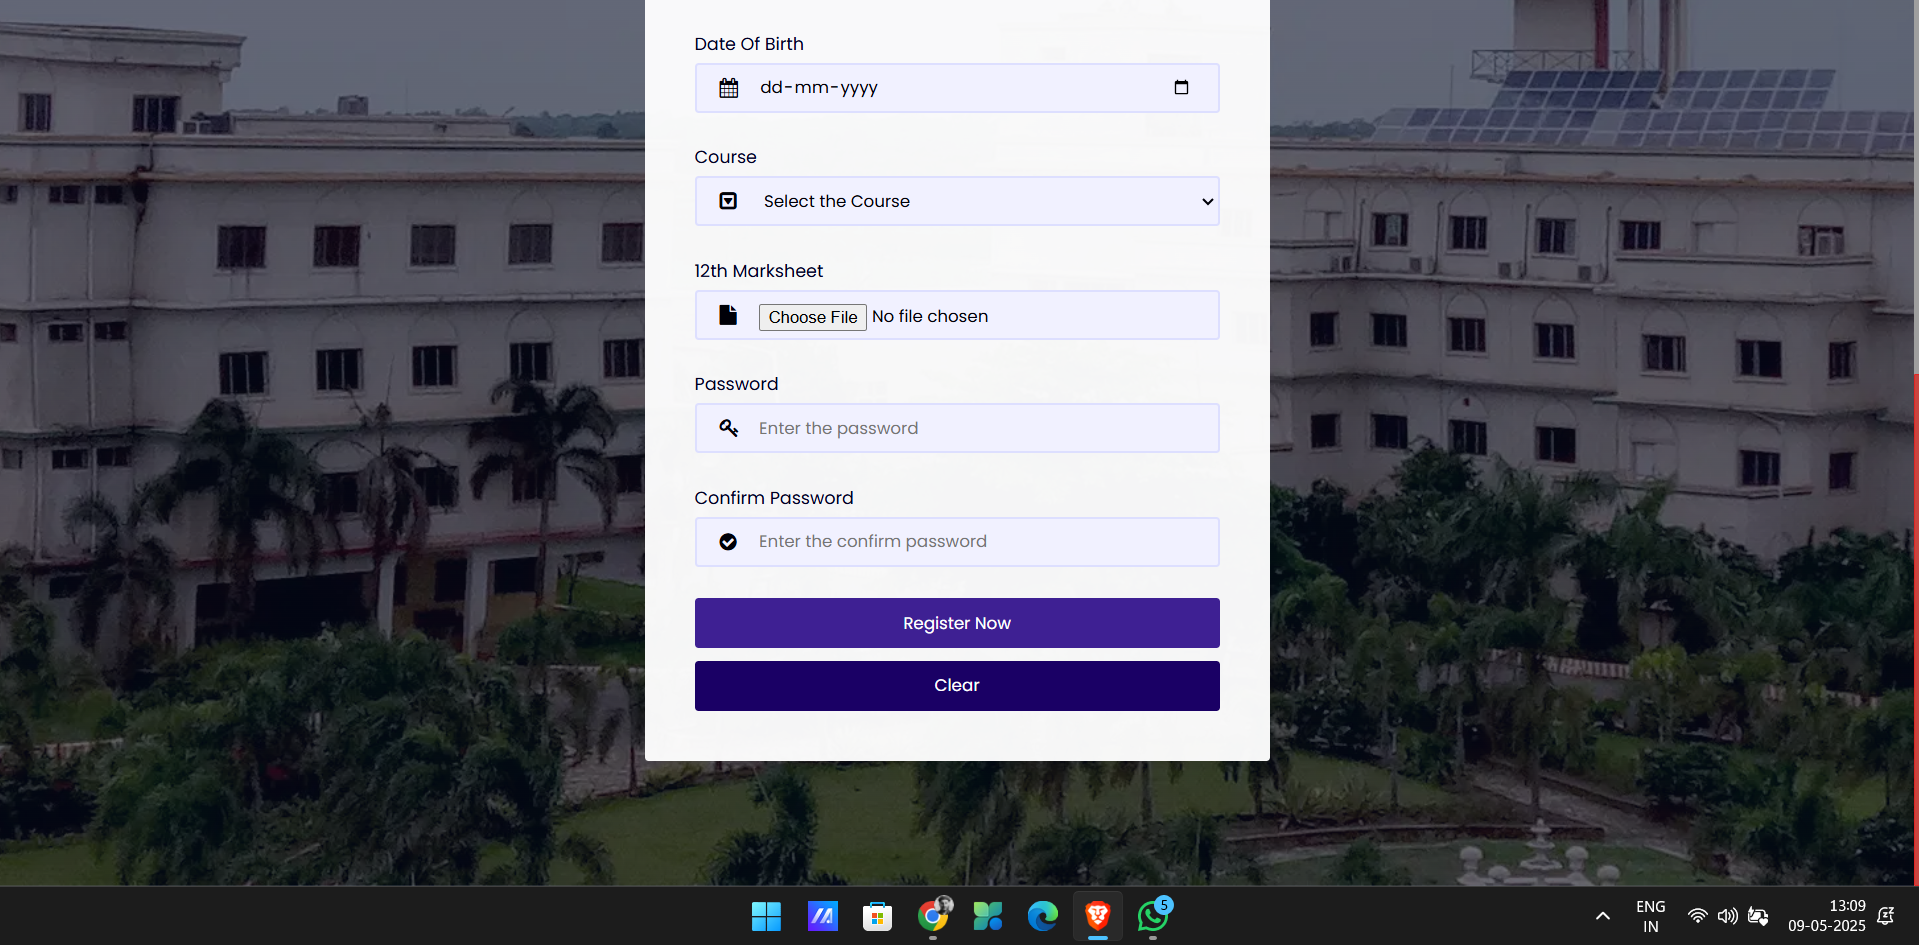 Date Of Birth
dd-mm-yyyy
Course
Select the Course
12th Marksheet
Choose File No file chosen
Password
Enter the password
Confirm Password
Enter the confirm password
Register Now
Clear
5
ENG
IN
13:09
09-05-2025